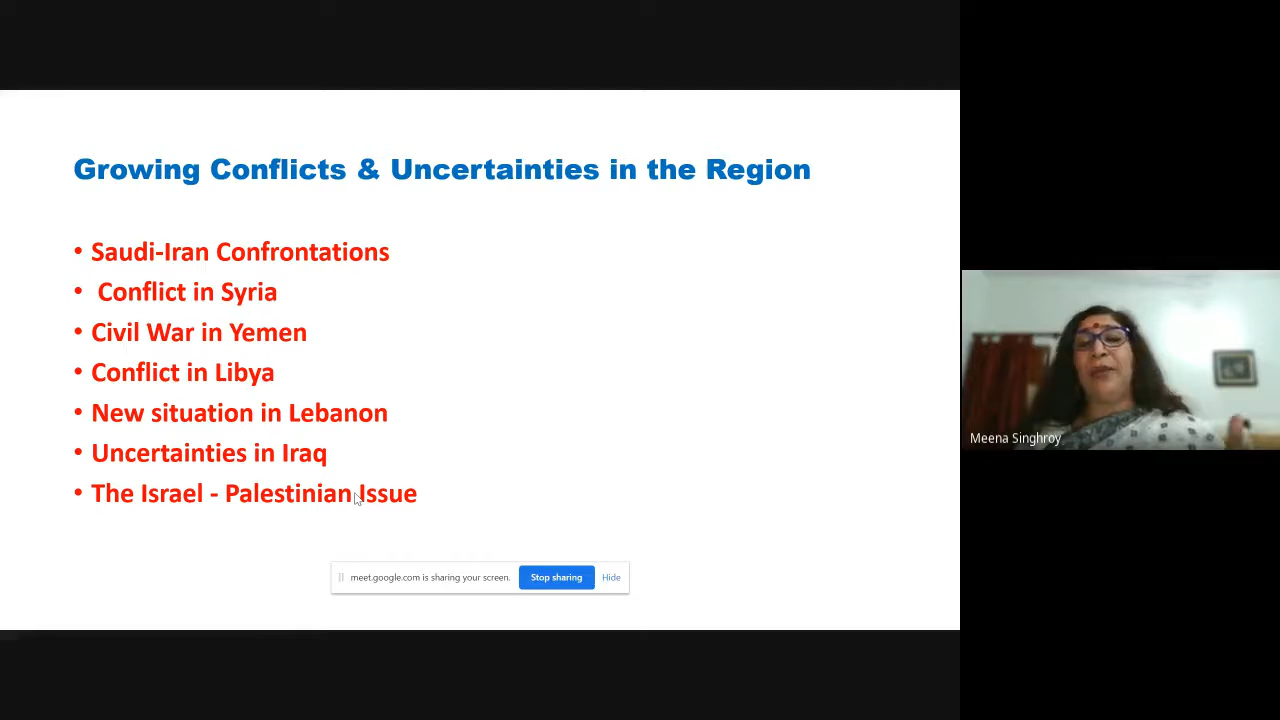 Growing Conflicts & Uncertainties in the Region
• Saudi-Iran Confrontations
• Conflict in Syria
• Civil War in Yemen
• Conflict in Libya
• New situation in Lebanon
• Uncertainties in Iraq
• The Israel - Palestinian Issue
Meena Singhroy
meet.google.com is sharing your screen. Stop sharing Hide